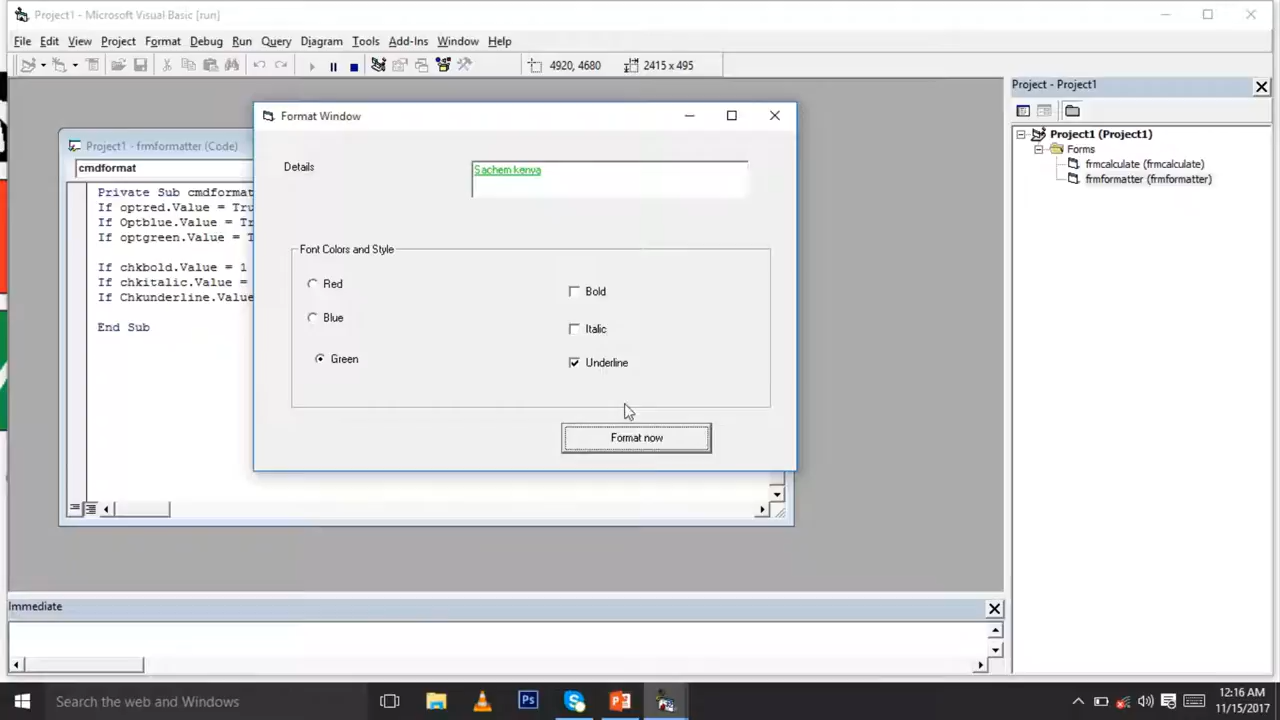 Project1 - Microsoft Visual Basic [run]
File Edit View Project Format Debug Run Query Diagram Tools Add-Ins Window Help
4920, 4680 2415 x 495
Project - Project1
Project1 (Project1)
Forms
frmcalculate (frmcalculate)
frmformatter (frmformatter)
Project1 - frmformatter (Code)
cmdformat
Private Sub cmdformat
If optred.Value = Tru
If Optblue.Value = Tr
If optgreen.Value = T
If chkbold.Value = 1
If chkitalic.Value =
If Chkunderline.Value
End Sub
Format Window
Details
Sachem kenya
Font Colors and Style
Red
Blue
Green
Bold
Italic
Underline
Format now
Immediate
Search the web and Windows
Ps
12:16 AM
11/15/2017